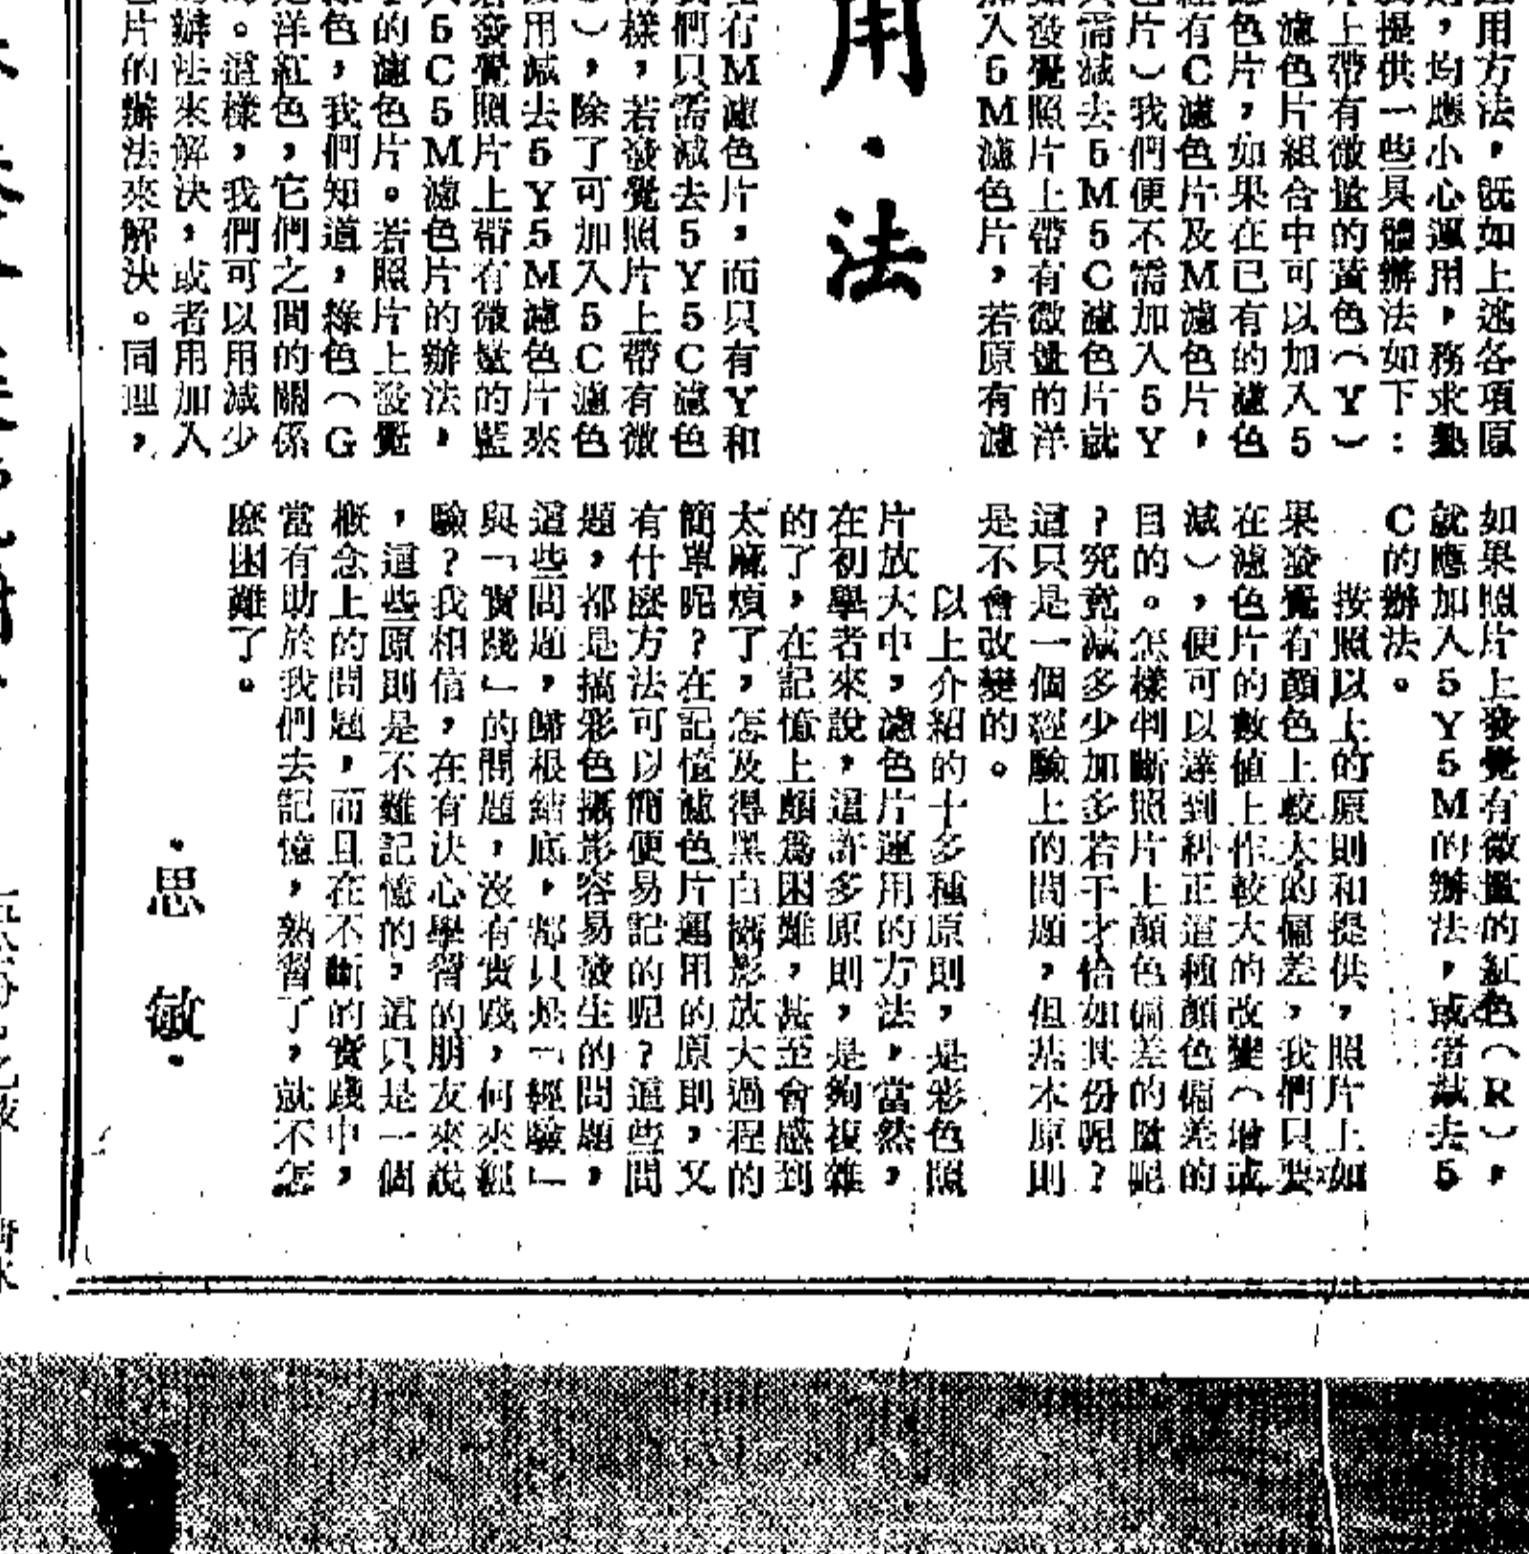 用方法，既如上述各項原
，均應小心運用，務求熟
提供一些具體辦法如下：
上帶有微量的黃色（Y）
濾色片組合中可以加入5
色片，如果在已有的濾色
有C濾色片及M濾色片，
片）我們便不需加入5Y
需減去5M5C濾色片就
發覺照片上帶有微量的洋
入5M濾色片，若原有濾
用·法
有M濾色片，而只有Y和
們只需減去5Y5C濾色
樣，若發覺照片上帶有微
），除了可加入5C濾色
用減去5Y5M濾色片來
發覺照片上帶有微量的藍
5C5M濾色片的辦法，
的濾色片。若照片上發覺
色，我們知道，綠色（G
洋紅色，它們之間的關係
。這樣，我們可以用減少
辦法來解決，或者用加入
片的辦法來解決。同理，
如果照片上發覺有微量的紅色（R），
就應加入5Y5M的辦法，或者減去5
C的辦法。
按照以上的原則和提供，照片上如
果發覺有顏色上較大的偏差，我們只要
在濾色片的數值上作較大的改變（增或
減），便可以達到糾正這種顏色偏差的
目的。怎樣判斷照片上顏色偏差的量呢
？究竟減多少加多若干才恰如其份呢？
這只是一個經驗上的問題，但基本原則
是不會改變的。
以上介紹的十多種原則，是彩色照
片放大中，濾色片運用的方法，當然，
在初學者來說，這許多原則，是夠複雜
的了，在記憶上頗為困難，甚至會感到
太麻煩了，怎及得黑白攝影放大過程的
簡單呢？在記憶濾色片運用的原則，又
有什麼方法可以簡便易記的呢？這些問
題，都是搞彩色攝影容易發生的問題，
這些問題，歸根結底，都只是「經驗」
與「實踐」的問題，沒有實踐，何來經
驗？我相信，在有決心學習的朋友來說
，這些原則是不難記憶的，這只是一個
概念上的問題，而且在不斷的實踐中，
當有助於我們去記憶，熟習了，就不怎
麼困難了。
·思　敏·